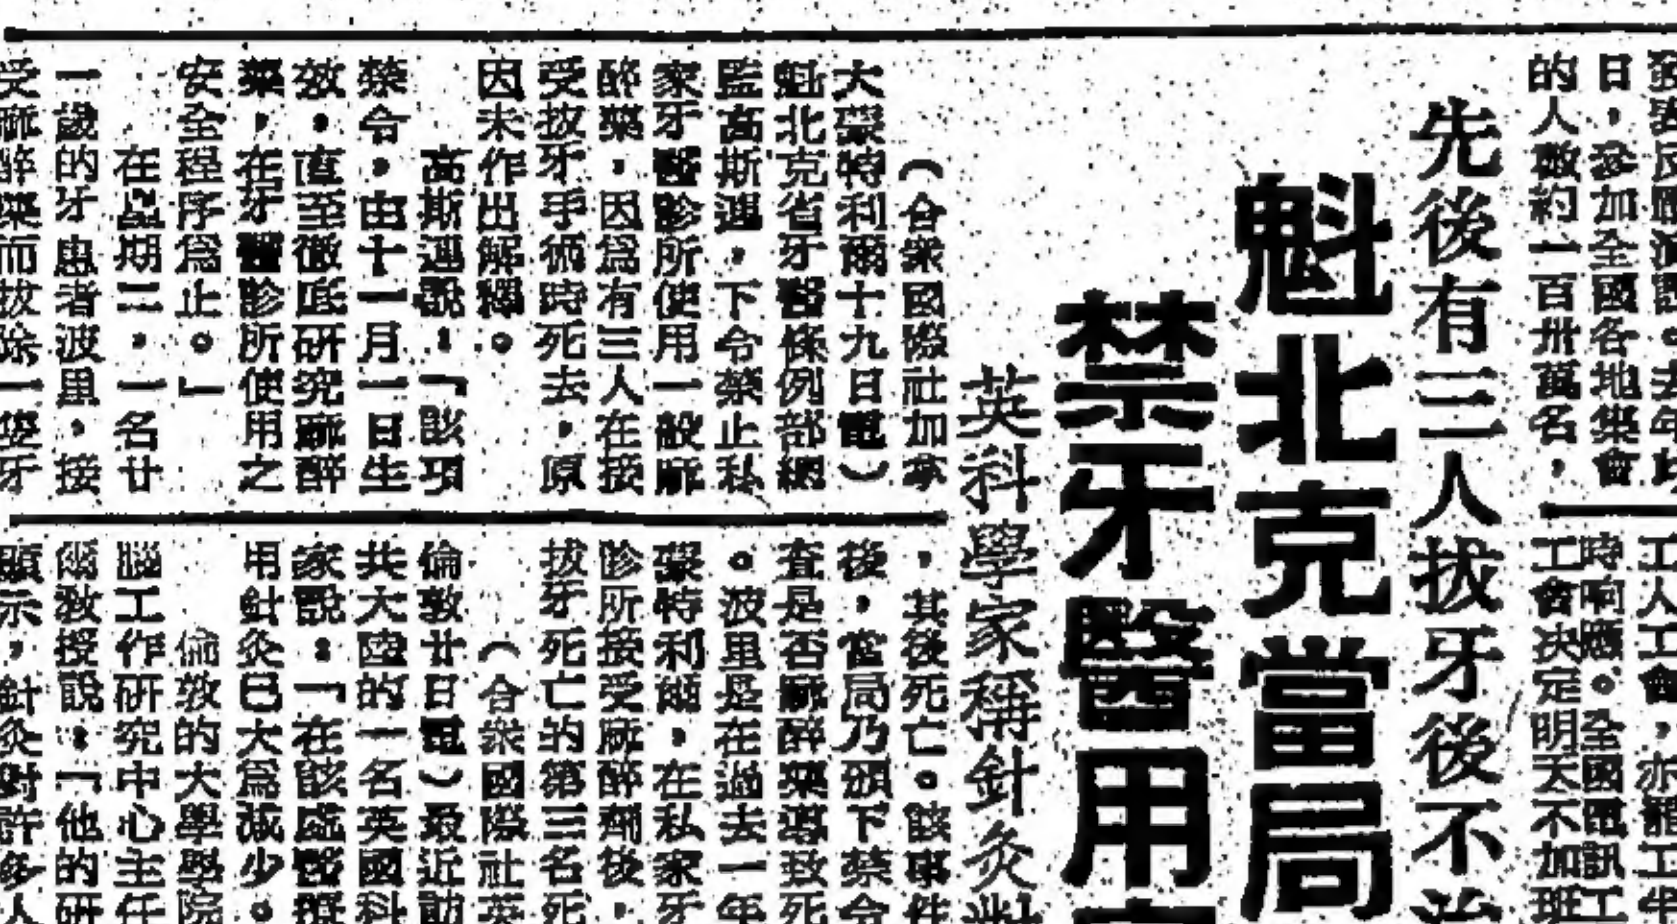 日，參加全國各地集會
的人數約一百卅萬名，
時响應。全國電訊工
工會決定明天不加班
先後有三人拔牙後不
魁北克當局
禁牙醫用
英科學家稱針灸對
（合衆國際社加拿
大蒙特利爾十九日電）
魁北克省牙醫條例部總
監高斯運，下令禁止私
家牙醫診所使用一般麻
醉藥，因爲有三人在接
受拔牙手術時死去，原
因未作出解釋。
高斯運說：「該項
禁令，由十一月一日生
效，直至徹底研究麻醉
藥，在牙醫診所使用之
安全程序爲止。」
在星期二，一名廿
一歲的牙患者波里，接
受麻醉藥而拔除一隻牙
，其後死亡。該事件
後，當局乃頒下禁令
查是否麻醉藥導致死
。波里是在過去一年
蒙特利爾，在私家牙
診所接受麻醉劑後，
拔牙死亡的第三名死
（合衆國際社英
倫敦廿日電）最近訪
共大陸的一名英國科
家說：「在該處醫
用針灸已大爲減少。
倫敦的大學學院
腦工作研究中心主任
爾教授說：「他的研
顯示，針灸對許多人